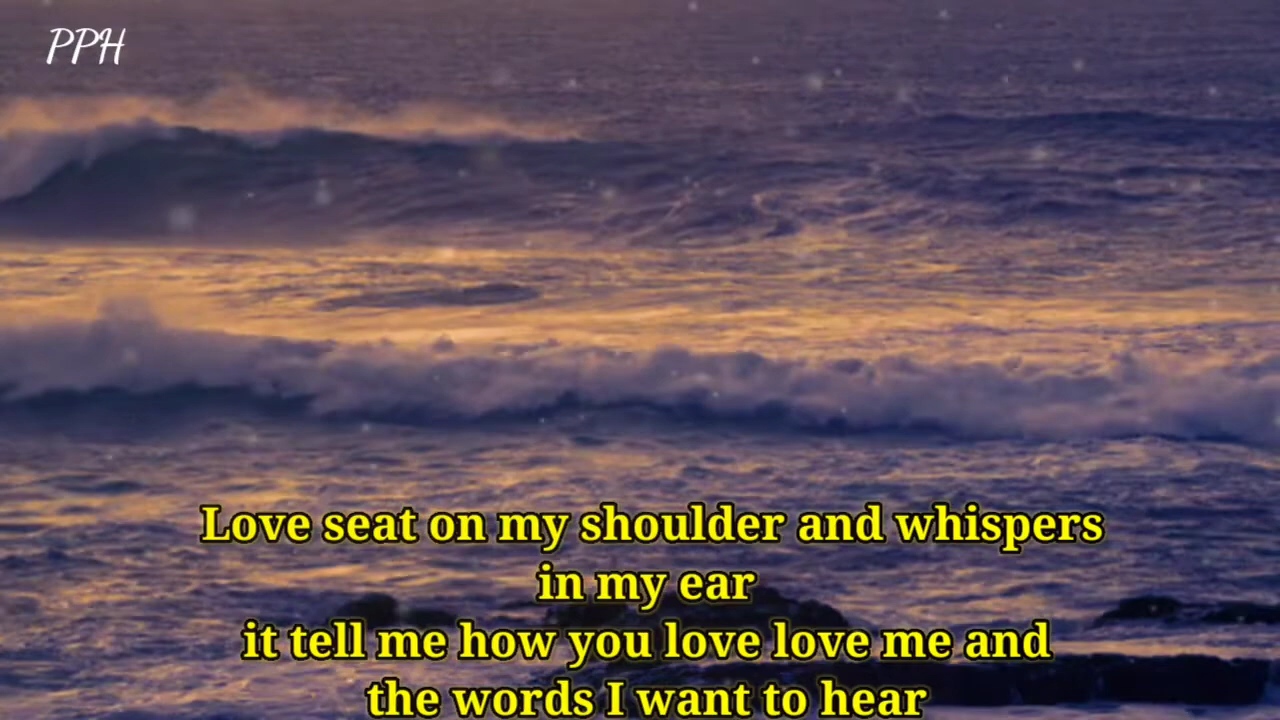 PPH
Love seat on my shoulder and whispers
in my ear
it tell me how you love love me and
the words I want to hear